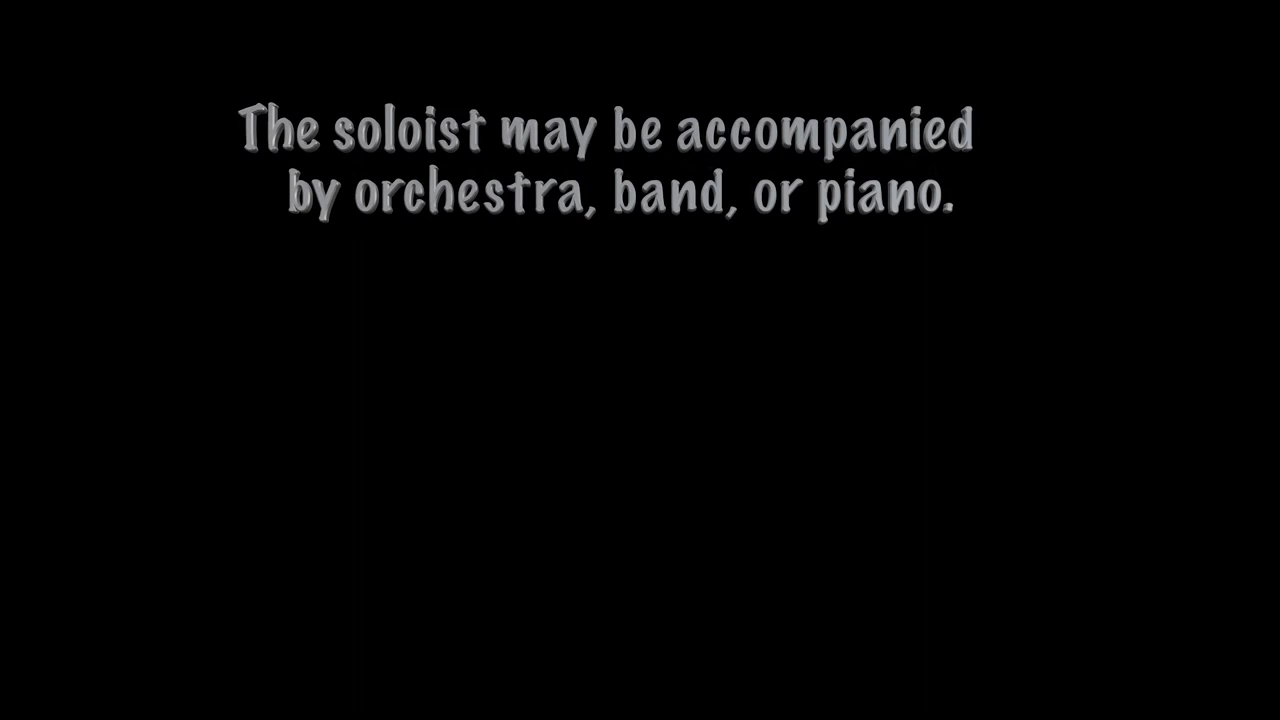 The soloist may be accompanied
by orchestra, band, or piano.